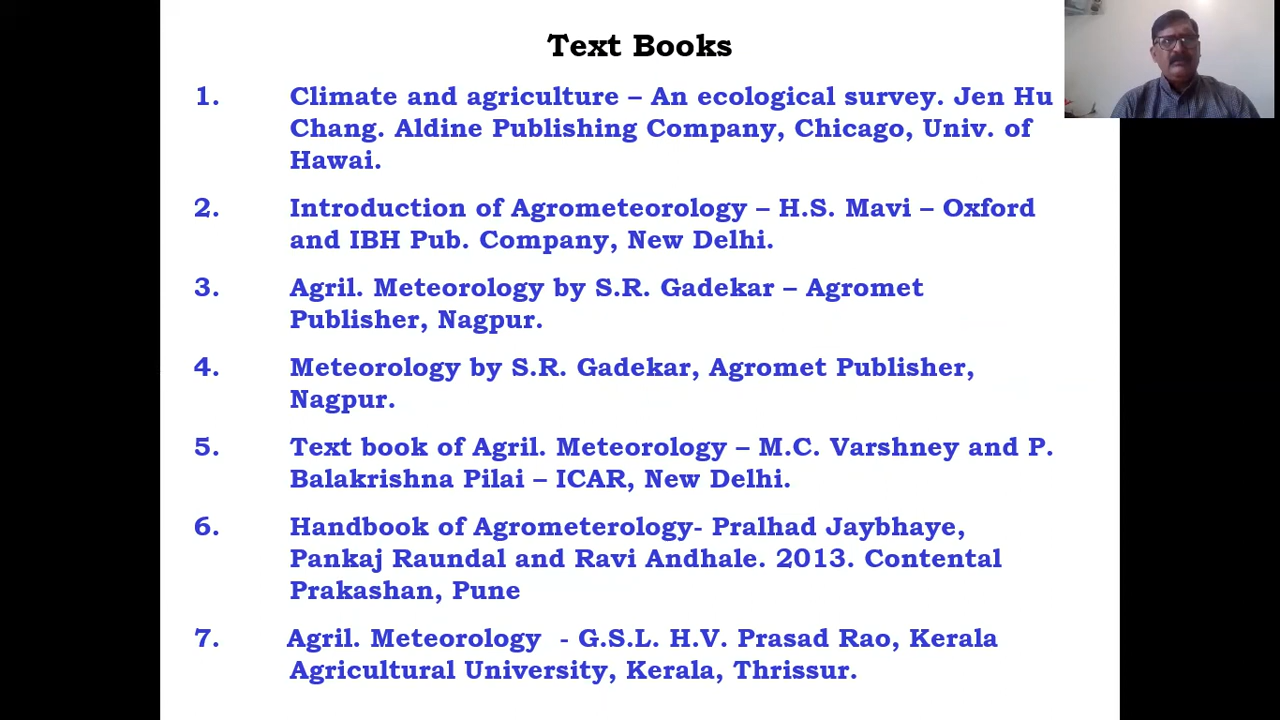 Text Books
1. Climate and agriculture – An ecological survey. Jen Hu
Chang. Aldine Publishing Company, Chicago, Univ. of
Hawai.
2. Introduction of Agrometeorology – H.S. Mavi – Oxford
and IBH Pub. Company, New Delhi.
3. Agril. Meteorology by S.R. Gadekar – Agromet
Publisher, Nagpur.
4. Meteorology by S.R. Gadekar, Agromet Publisher,
Nagpur.
5. Text book of Agril. Meteorology – M.C. Varshney and P.
Balakrishna Pilai – ICAR, New Delhi.
6. Handbook of Agrometerology- Pralhad Jaybhaye,
Pankaj Raundal and Ravi Andhale. 2013. Contental
Prakashan, Pune
7. Agril. Meteorology - G.S.L. H.V. Prasad Rao, Kerala
Agricultural University, Kerala, Thrissur.